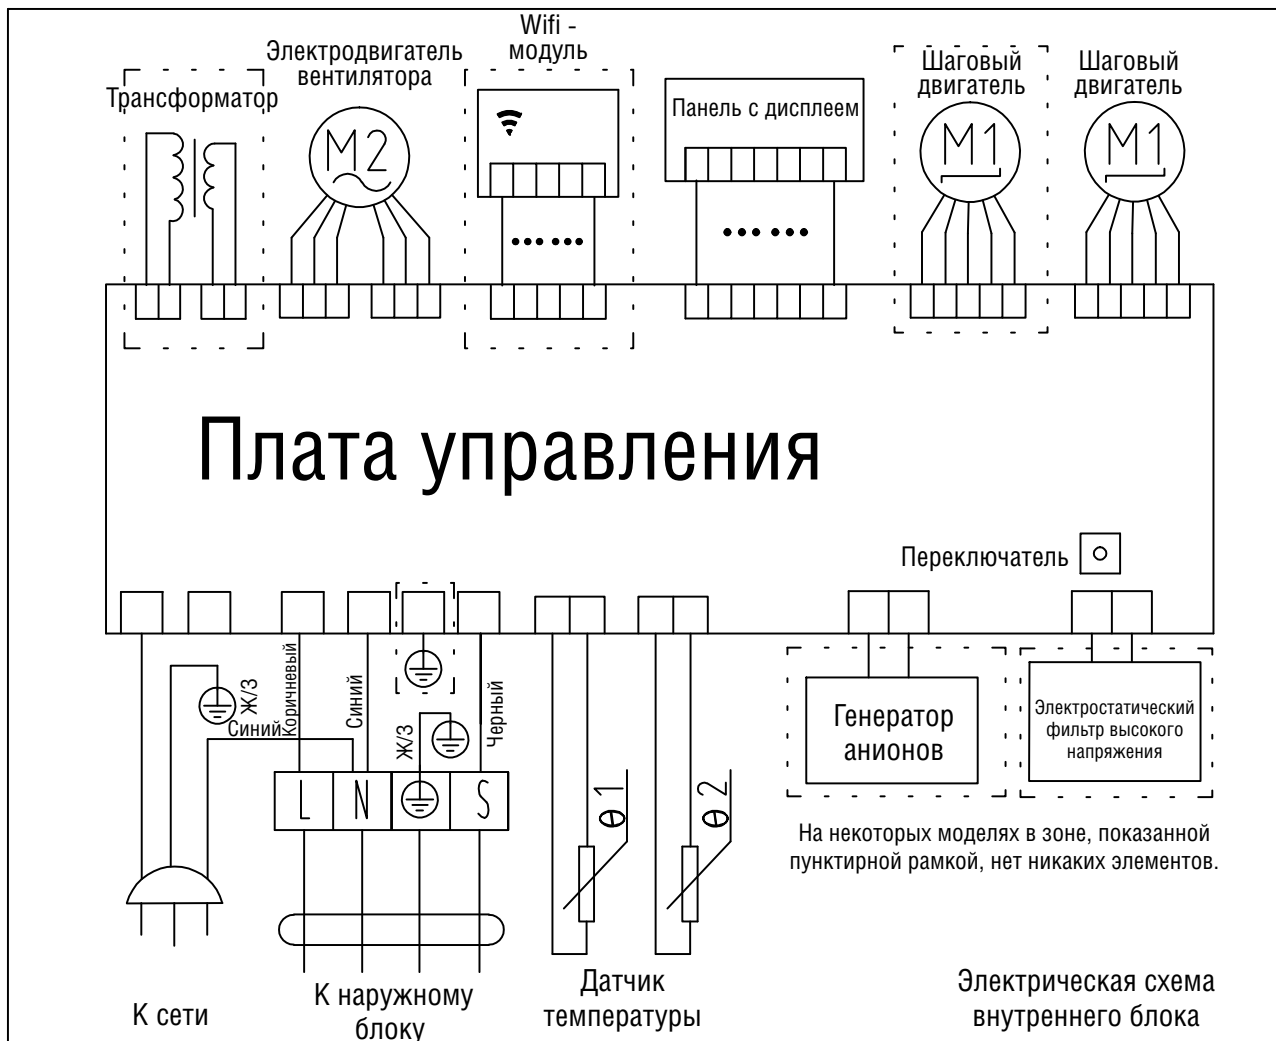 Wifi -
модуль
Электродвигатель
вентилятора
Шаговый
двигатель
Шаговый
двигатель
Трансформатор
Панель с дисплеем
M2
M1
M1
Плата управления
Переключатель
Коричневый
Синий
Черный
Ж/З
Синий
Ж/З
L
N
S
θ 1
θ 2
Генератор
анионов
Электростатический
фильтр высокого
напряжения
На некоторых моделях в зоне, показанной
пунктирной рамкой, нет никаких элементов.
К сети
К наружному
блоку
Датчик
температуры
Электрическая схема
внутреннего блока